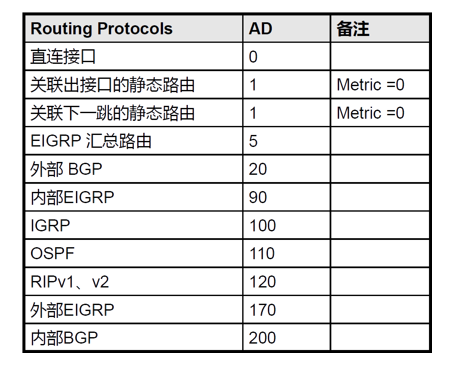 Routing Protocols AD 备注
直连接口 0
关联出接口的静态路由 1 Metric =0
关联下一跳的静态路由 1 Metric =0
EIGRP 汇总路由 5
外部 BGP 20
内部EIGRP 90
IGRP 100
OSPF 110
RIPv1、v2 120
外部EIGRP 170
内部BGP 200